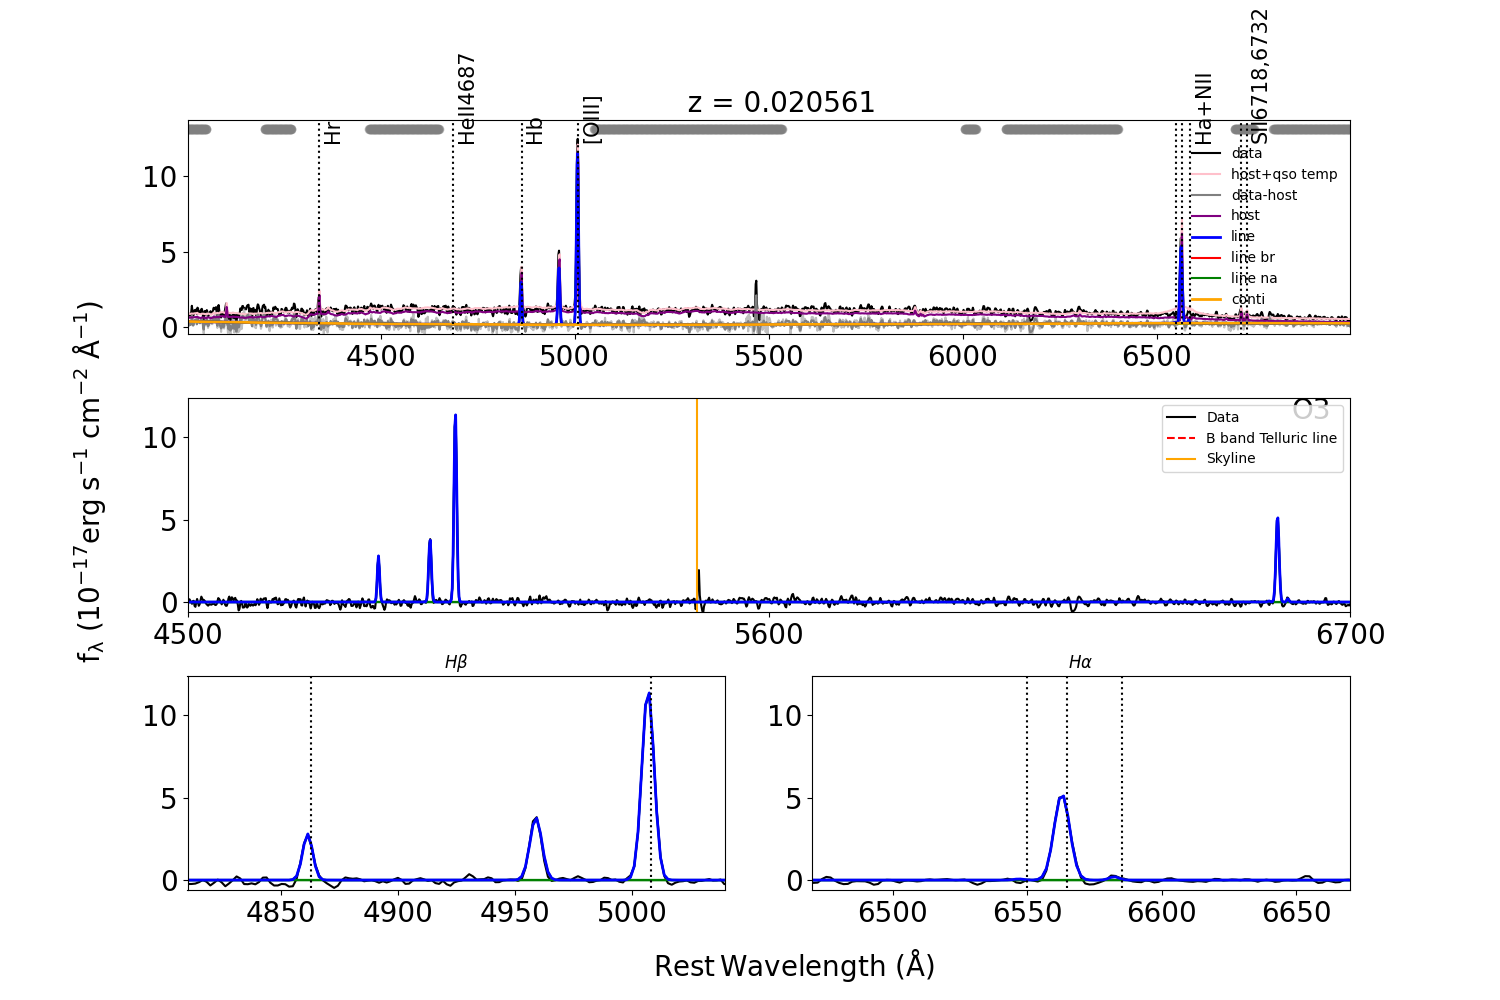 z = 0.020561
Hr
HeII4687
Hb
[OIII]
Ha+NII
SII6718,6732
data
host+qso temp
data-host
host
line
line br
line na
conti
10
5
0
4500
5000
5500
6000
6500
fλ (10⁻¹⁷erg s⁻¹ cm⁻² Å⁻¹)
O3
Data
B band Telluric line
Skyline
10
5
0
4500
5600
6700
Hβ
10
5
0
4850
4900
4950
5000
Hα
10
5
0
6500
6550
6600
6650
Rest Wavelength (Å)